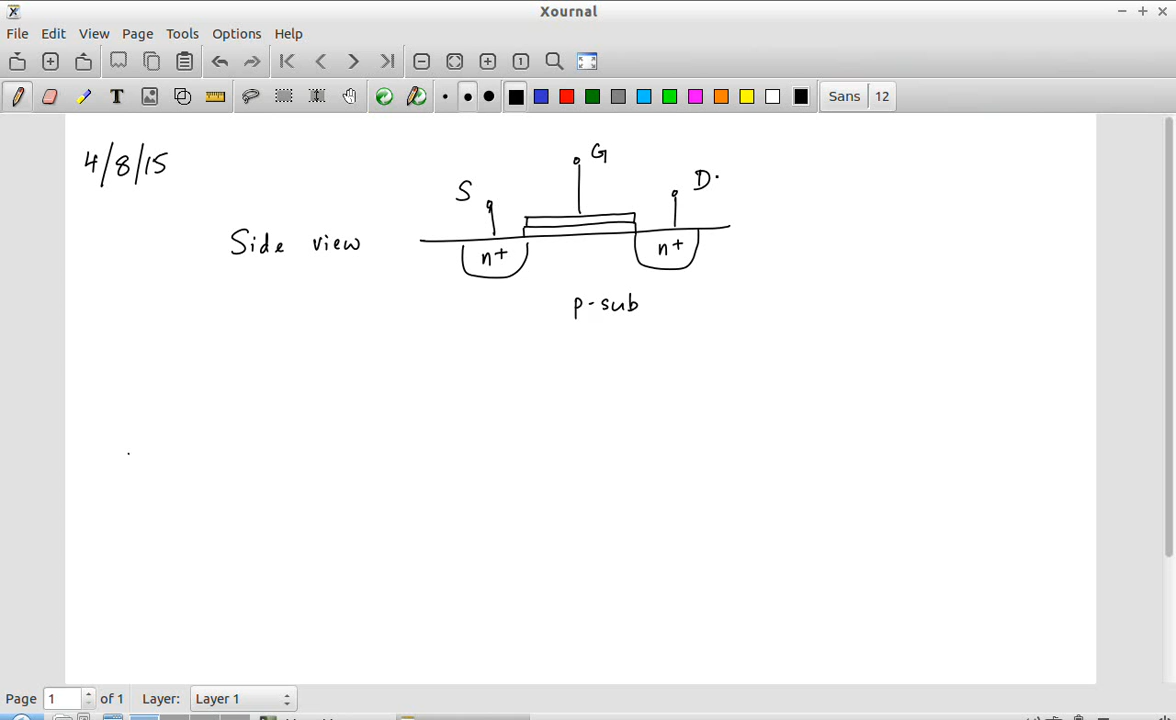 Xournal
File Edit View Page Tools Options Help
Sans 12
4/8/15
G
S
D
Side view
n+ n+
p-sub
Page 1 of 1 Layer: Layer 1